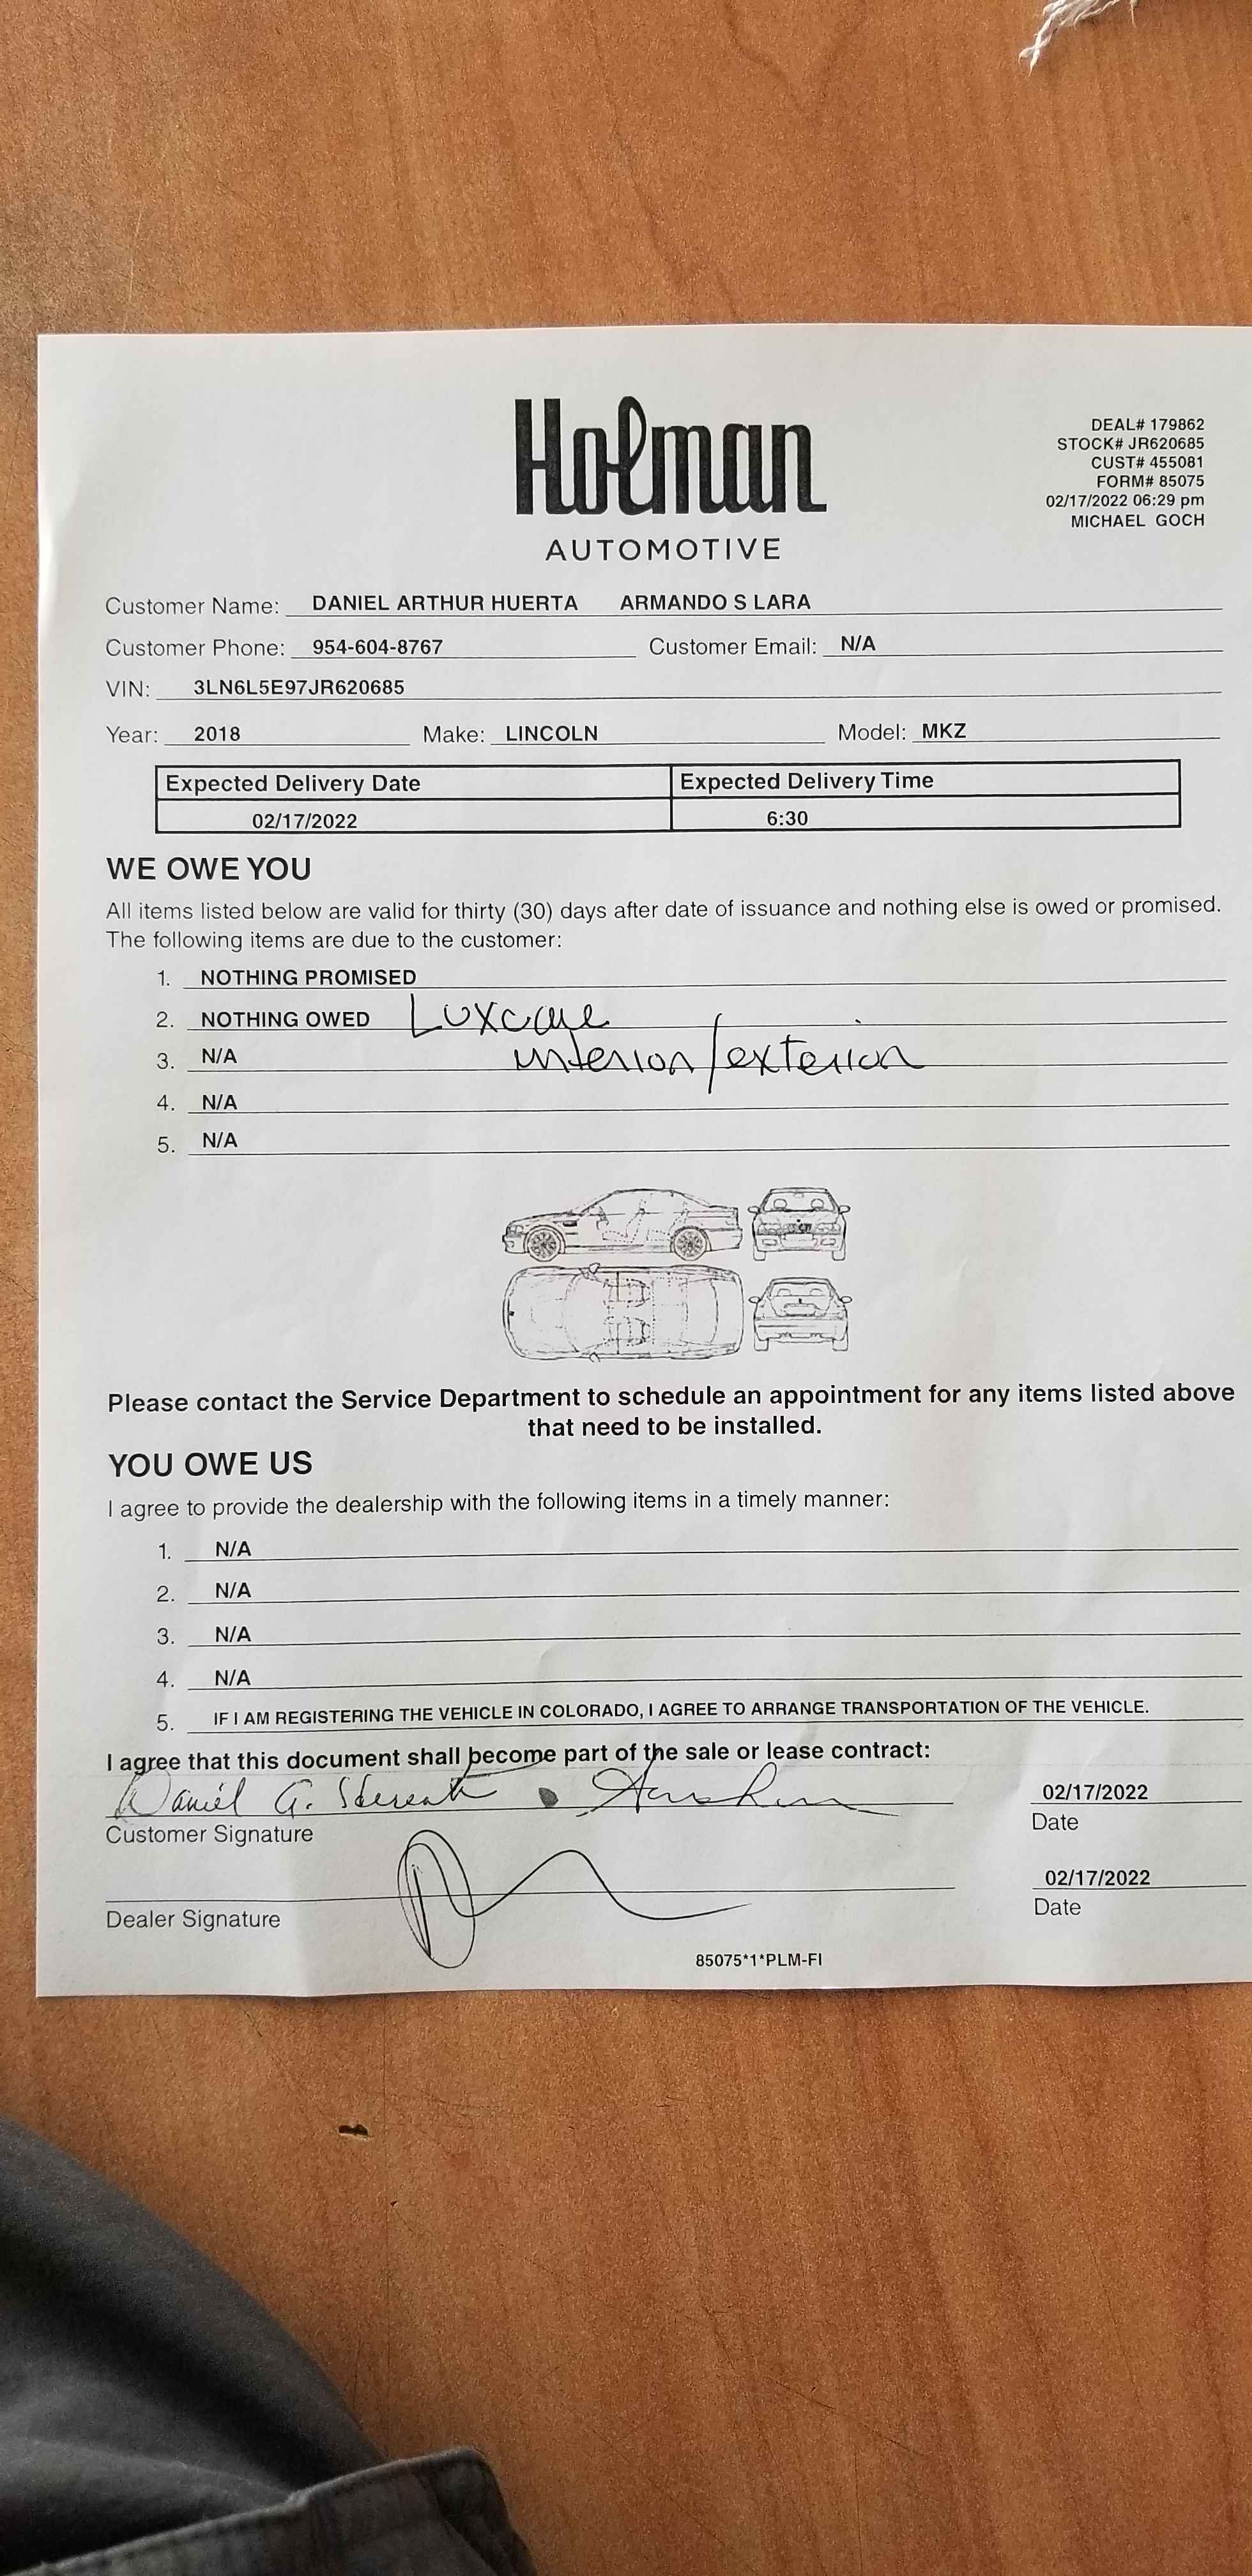 Holman
AUTOMOTIVE
DEAL# 179862
STOCK# JR620685
CUST# 455081
FORM# 85075
02/17/2022 06:29 pm
MICHAEL GOCH
Customer Name: DANIEL ARTHUR HUERTA ARMANDO S LARA
Customer Phone: 954-604-8767 Customer Email: N/A
VIN: 3LN6L5E97JR620685
Year: 2018 Make: LINCOLN Model: MKZ
Expected Delivery Date Expected Delivery Time
02/17/2022 6:30
WE OWE YOU
All items listed below are valid for thirty (30) days after date of issuance and nothing else is owed or promised.
The following items are due to the customer:
1. NOTHING PROMISED
2. NOTHING OWED Luxcare
3. N/A interior/exterior
4. N/A
5. N/A
Please contact the Service Department to schedule an appointment for any items listed above
that need to be installed.
YOU OWE US
I agree to provide the dealership with the following items in a timely manner:
1. N/A
2. N/A
3. N/A
4. N/A
5. IF I AM REGISTERING THE VEHICLE IN COLORADO, I AGREE TO ARRANGE TRANSPORTATION OF THE VEHICLE.
I agree that this document shall become part of the sale or lease contract:
Daniel 02/17/2022
Customer Signature Date
02/17/2022
Dealer Signature Date
85075*1*PLM-FI